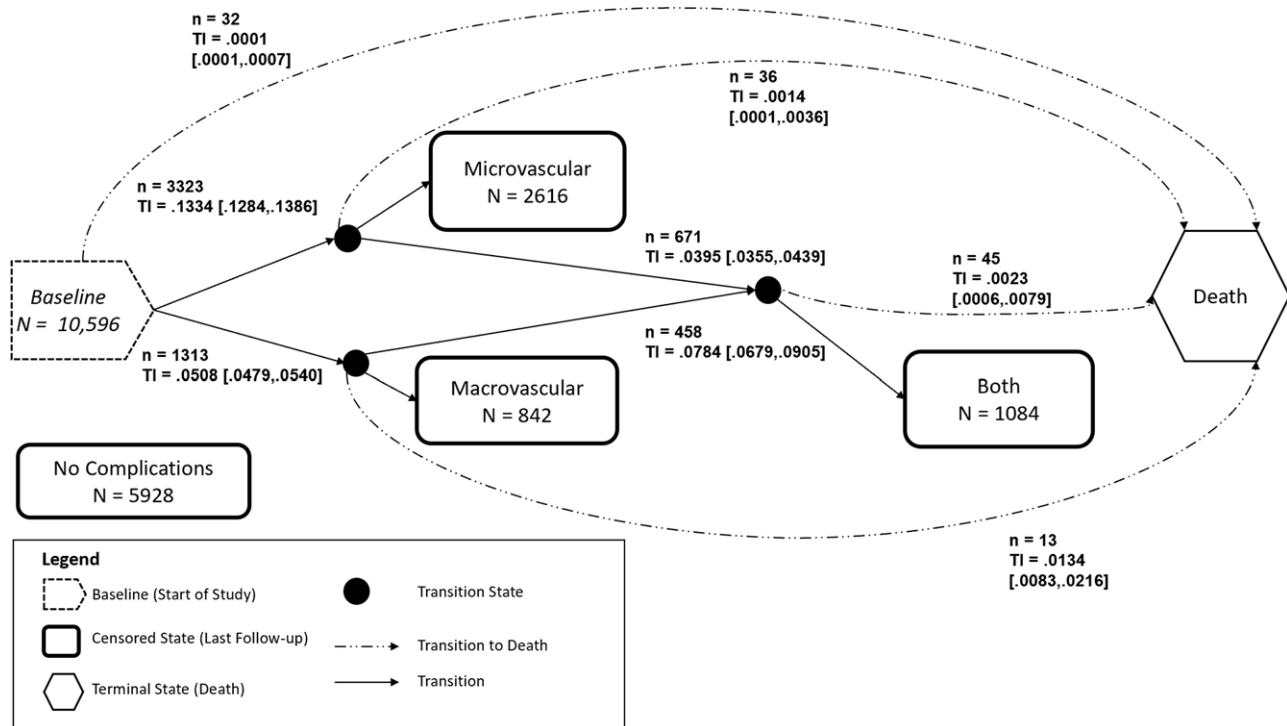 n = 32
TI = .0001
[.0001,.0007]
n = 36
TI = .0014
[.0001,.0036]
Microvascular
N = 2616
n = 3323
TI = .1334 [.1284,.1386]
n = 671
TI = .0395 [.0355,.0439]
n = 45
TI = .0023
[.0006,.0079]
Baseline
N = 10,596
Death
n = 1313
TI = .0508 [.0479,.0540]
n = 458
TI = .0784 [.0679,.0905]
Macrovascular
N = 842
Both
N = 1084
No Complications
N = 5928
n = 13
TI = .0134
[.0083,.0216]
Legend
Baseline (Start of Study)
Transition State
Censored State (Last Follow-up)
Transition to Death
Terminal State (Death)
Transition